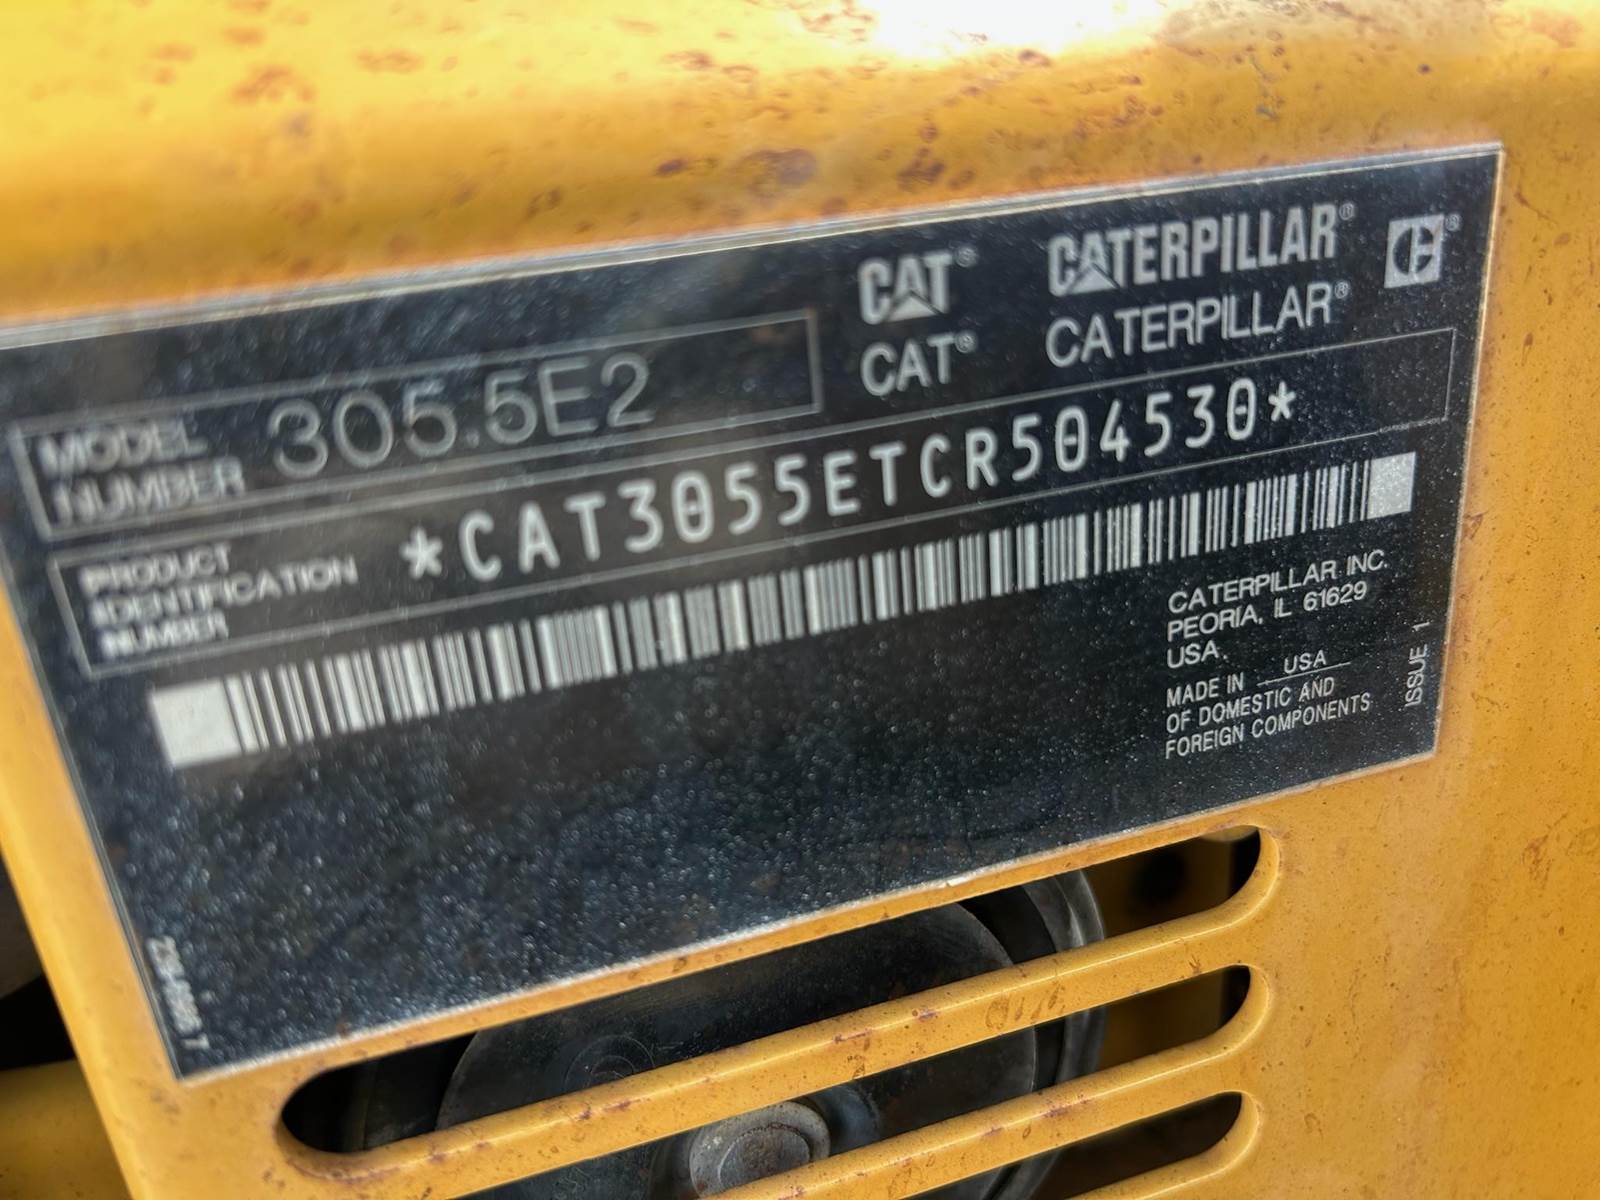 CAT® CATERPILLAR® ®
CAT® CATERPILLAR®
MODEL NUMBER 305.5E2
PRODUCT IDENTIFICATION NUMBER *CAT3055ETCR504530*
CATERPILLAR INC.
PEORIA, IL 61629
USA.
MADE IN USA
OF DOMESTIC AND
FOREIGN COMPONENTS
ISSUE 1